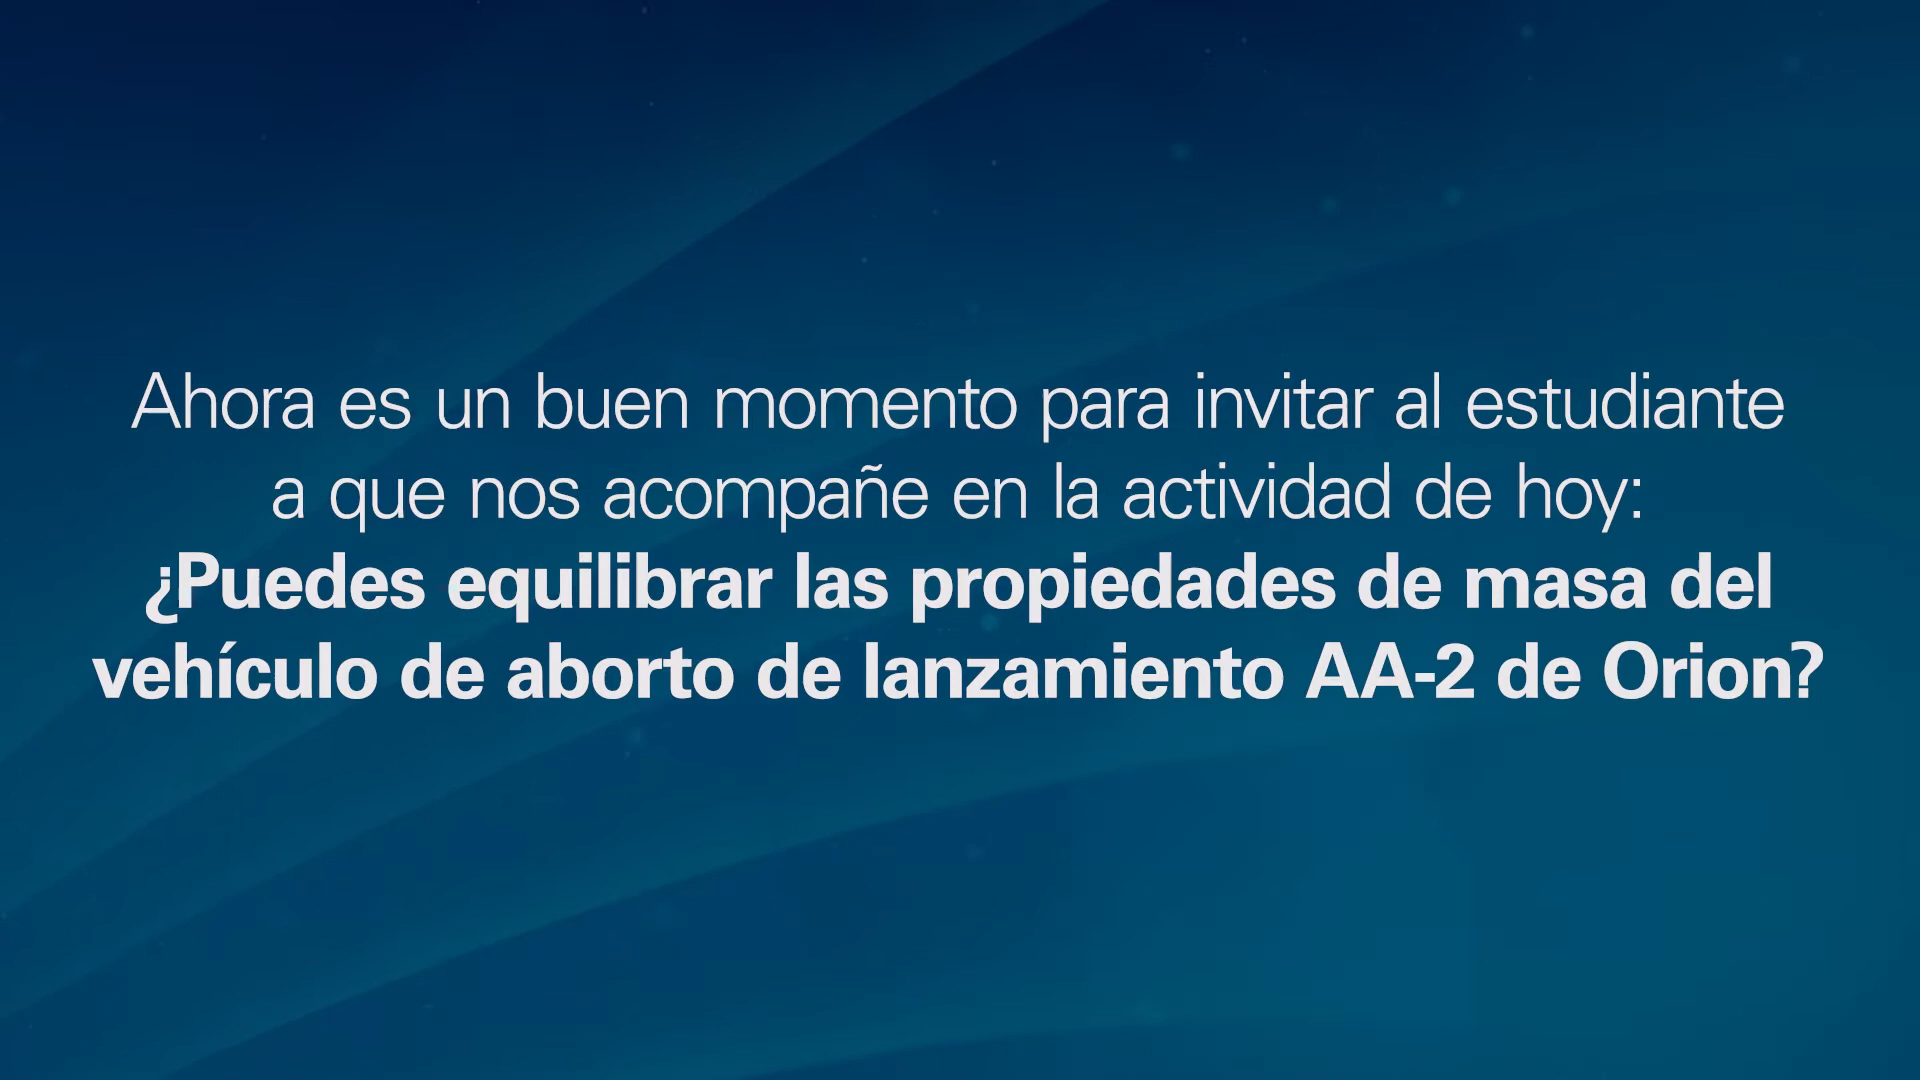 Ahora es un buen momento para invitar al estudiante
a que nos acompañe en la actividad de hoy:
¿Puedes equilibrar las propiedades de masa del
vehículo de aborto de lanzamiento AA-2 de Orion?